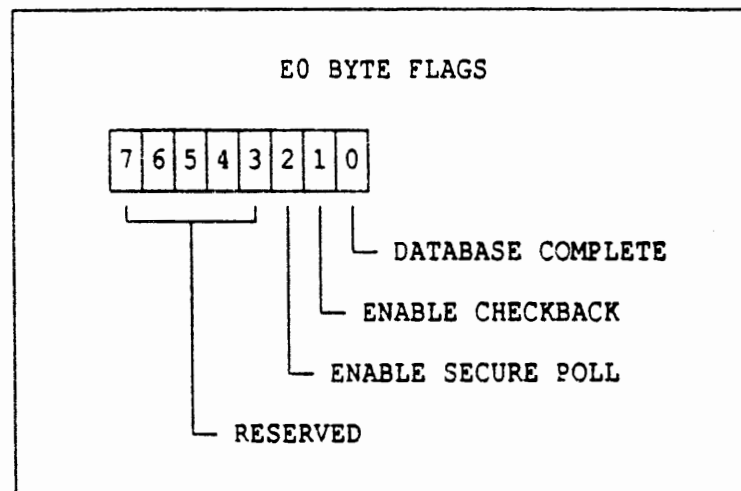 E0 BYTE FLAGS
7 6 5 4 3 2 1 0
DATABASE COMPLETE
ENABLE CHECKBACK
ENABLE SECURE POLL
RESERVED